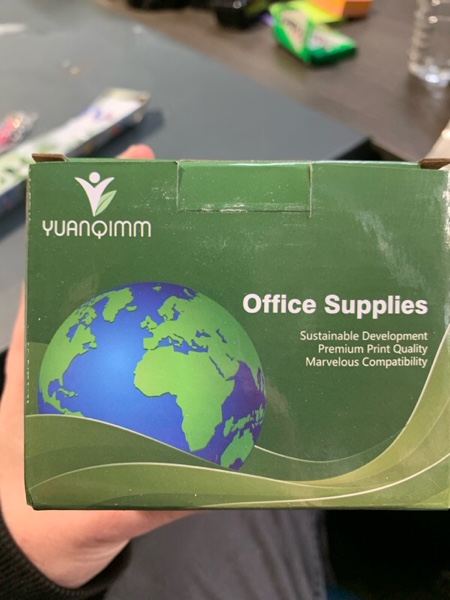 YUANQIMM
Office Supplies
Sustainable Development
Premium Print Quality
Marvelous Compatibility